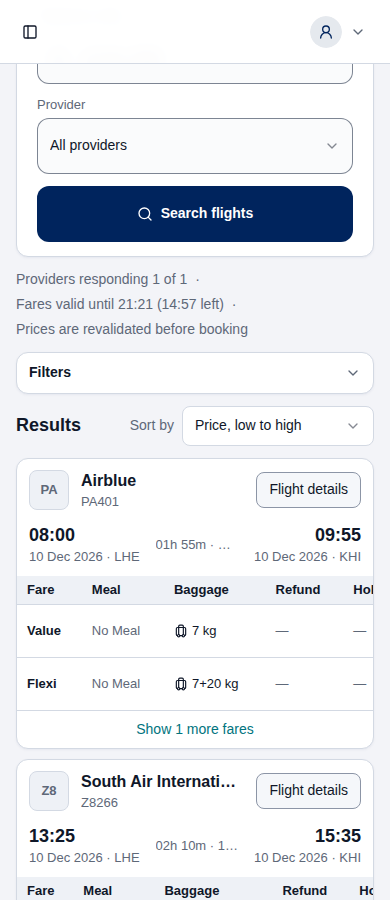 Provider
All providers
Search flights
Providers responding 1 of 1 ·
Fares valid until 21:21 (14:57 left) ·
Prices are revalidated before booking
Filters
Results Sort by Price, low to high
PA Airblue Flight details
PA401
08:00 01h 55m · … 09:55
10 Dec 2026 · LHE 10 Dec 2026 · KHI
Fare Meal Baggage Refund
Value No Meal 7 kg —  —
Flexi No Meal 7+20 kg — —
Show 1 more fares
Z8 South Air Internati… Flight details
Z8266
13:25 02h 10m · 1… 15:35
10 Dec 2026 · LHE 10 Dec 2026 · KHI
Fare Meal Baggage Refund